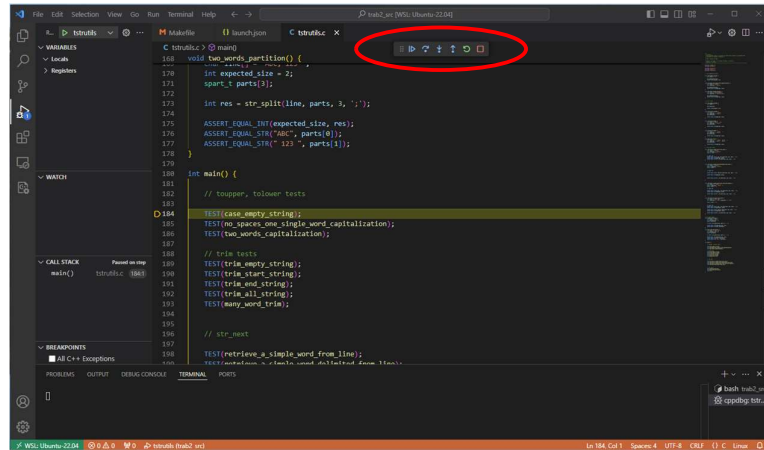 File Edit Selection View Go Run Terminal Help
trab2_src [WSL: Ubuntu-22.04]
tstrutils
Makefile
launch.json
tstrutils.c
tstrutils.c > main()
VARIABLES
Locals
Registers
WATCH
CALL STACK Paused on step
main() tstrutils.c 184:1
BREAKPOINTS
All C++ Exceptions
168 void two_words_partition() {
170 int expected_size = 2;
171 spart_t parts[3];
172
173 int res = str_split(line, parts, 3, ';');
174
175 ASSERT_EQUAL_INT(expected_size, res);
176 ASSERT_EQUAL_STR("ABC", parts[0]);
177 ASSERT_EQUAL_STR(" 123 ", parts[1]);
178 }
179
180 int main() {
181
182 // toupper, tolower tests
183
184 TEST(case_empty_string);
185 TEST(no_spaces_one_single_word_capitalization);
186 TEST(two_words_capitalization);
187
188 // trim tests
189 TEST(trim_empty_string);
190 TEST(trim_start_string);
191 TEST(trim_end_string);
192 TEST(trim_all_string);
193 TEST(many_word_trim);
194
195
196 // str_next
197
198 TEST(retrieve_a_simple_word_from_line);
PROBLEMS OUTPUT DEBUG CONSOLE TERMINAL PORTS
bash trab2_sr
cppdbg: tstr...
WSL: Ubuntu-22.04 0 0 0 tstrutils (trab2_src) Ln 184, Col 1 Spaces: 4 UTF-8 CRLF {} C Linux